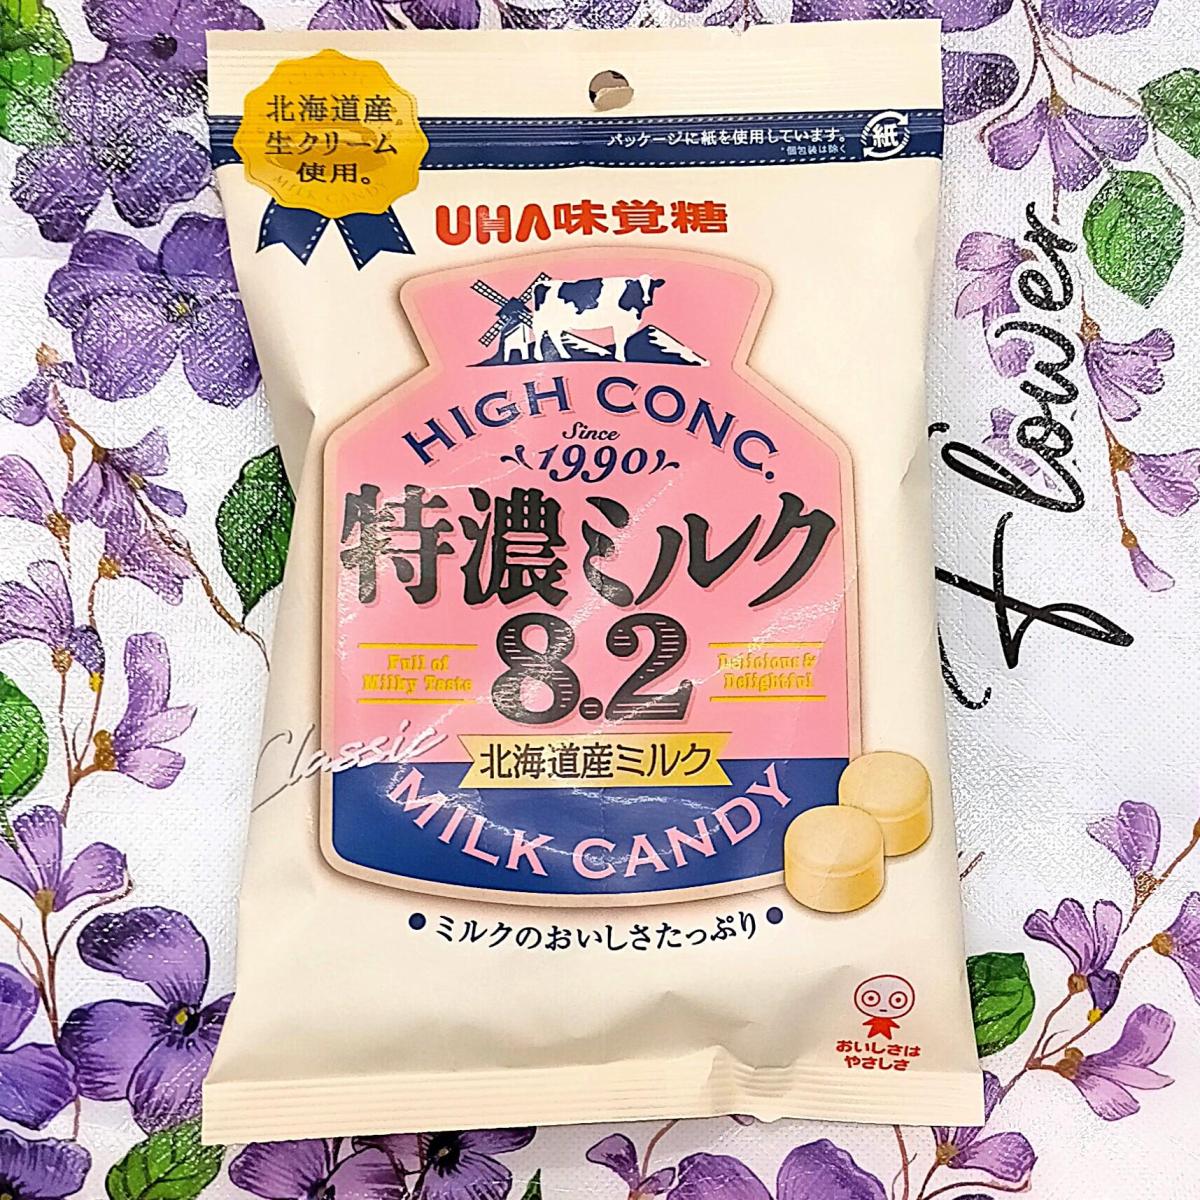 北海道産
生クリーム
使用。
MILK CANDY
パッケージに紙を使用しています。
*個包装は除く
紙
UHA味覚糖
HIGH CONC.
Since
1990
特濃ミルク
8.2
Full of
Milky Taste
Delicious &
Delightful
Classic
北海道産ミルク
MILK CANDY
●ミルクのおいしさたっぷり●
おいしさは
やさしさ
Flower